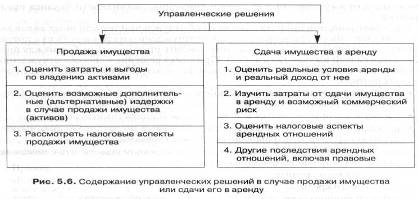 Управленческие решения
Продажа имущества
1. Оценить затраты и выгоды
по владению активами
2. Оценить возможные дополнитель-
ные (альтернативные) издержки
в случае продажи имущества
(активов)
3. Рассмотреть налоговые аспекты
продажи имущества
Сдача имущества в аренду
1. Оценить реальные условия аренды
и реальный доход от нее
2. Изучить затраты от сдачи имущества
в аренду и возможный коммерческий
риск
3. Оценить налоговые аспекты
арендных отношений
4. Другие последствия арендных
отношений, включая правовые
Рис. 5.6. Содержание управленческих решений в случае продажи имущества
или сдачи его в аренду